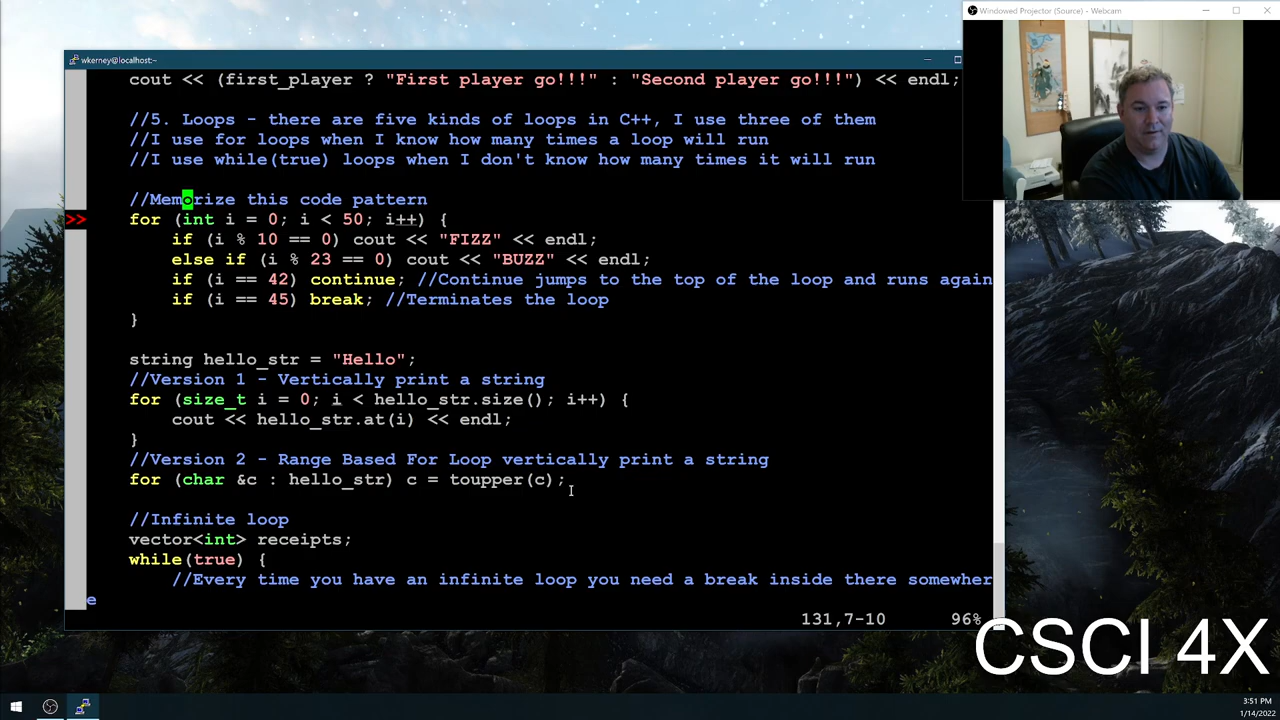 Windowed Projector (Source) - Webcam
wkerney@localhost:~
cout << (first_player ? "First player go!!!" : "Second player go!!!") << endl;
//5. Loops - there are five kinds of loops in C++, I use three of them
//I use for loops when I know how many times a loop will run
//I use while(true) loops when I don't know how many times it will run
//Memorize this code pattern
>> for (int i = 0; i < 50; i++) {
if (i % 10 == 0) cout << "FIZZ" << endl;
else if (i % 23 == 0) cout << "BUZZ" << endl;
if (i == 42) continue; //Continue jumps to the top of the loop and runs again
if (i == 45) break; //Terminates the loop
}
string hello_str = "Hello";
//Version 1 - Vertically print a string
for (size_t i = 0; i < hello_str.size(); i++) {
cout << hello_str.at(i) << endl;
}
//Version 2 - Range Based For Loop vertically print a string
for (char &c : hello_str) c = toupper(c);
//Infinite loop
vector<int> receipts;
while(true) {
//Every time you have an infinite loop you need a break inside there somewher
e
131,7-10 96%
CSCI 4X
3:51 PM
1/14/2022